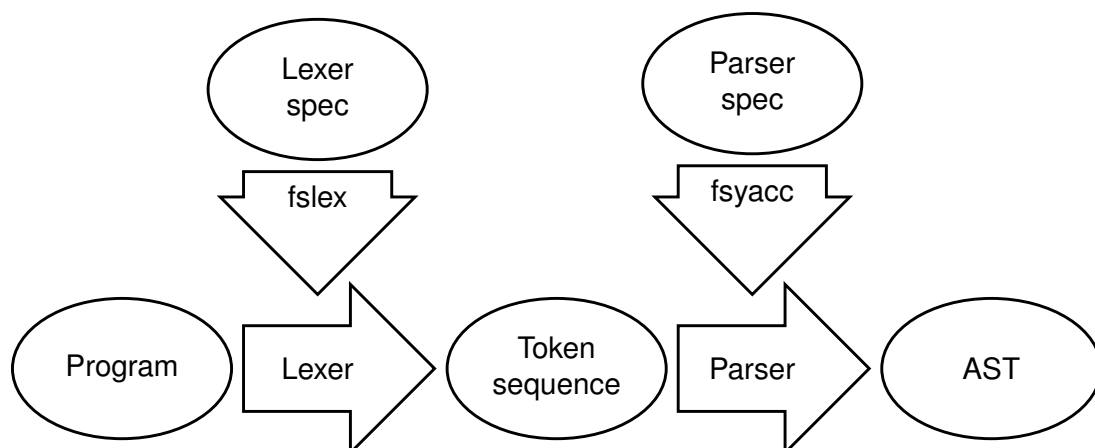 Lexer
spec
Parser
spec
fslex
fsyacc
Program
Lexer
Token
sequence
Parser
AST